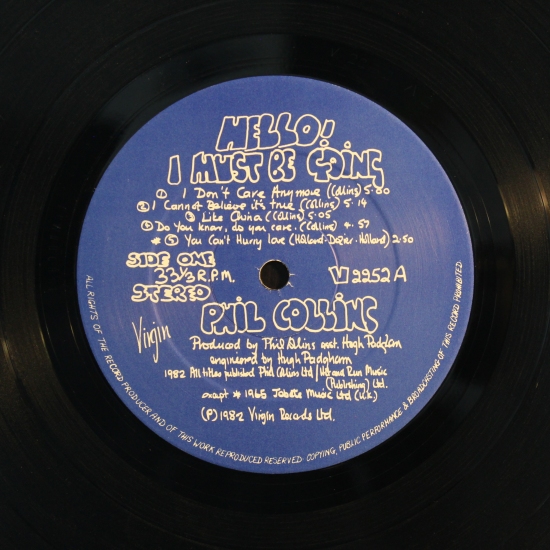 HELLO!
I MUST BE GOING
① I Don't Care Anymore (Collins) 5·00
② I Cannot Believe it's true (Collins) 5·14
③ Like China (Collins) 5·05
④ Do You know, do you care. (Collins) 4·57
* ⑤ You Can't Hurry love (Holland-Dozier-Holland) 2·50
SIDE ONE
33⅓ R.P.M.
STEREO
V 2252 A
Virgin
PHIL COLLINS
Produced by Phil Collins asst. Hugh Padgham
engineered by Hugh Padgham
1982 All titles published Phil Collins Ltd/Hit and Run Music
(Publishing) Ltd.
except * 1965 Jobete Music Ltd (U.K.)
(P) 1982 Virgin Records Ltd.
ALL RIGHTS OF THE RECORD PRODUCER AND OF THIS WORK REPRODUCED RESERVED. COPYING, PUBLIC PERFORMANCE & BROADCASTING OF THIS RECORD PROHIBITED.